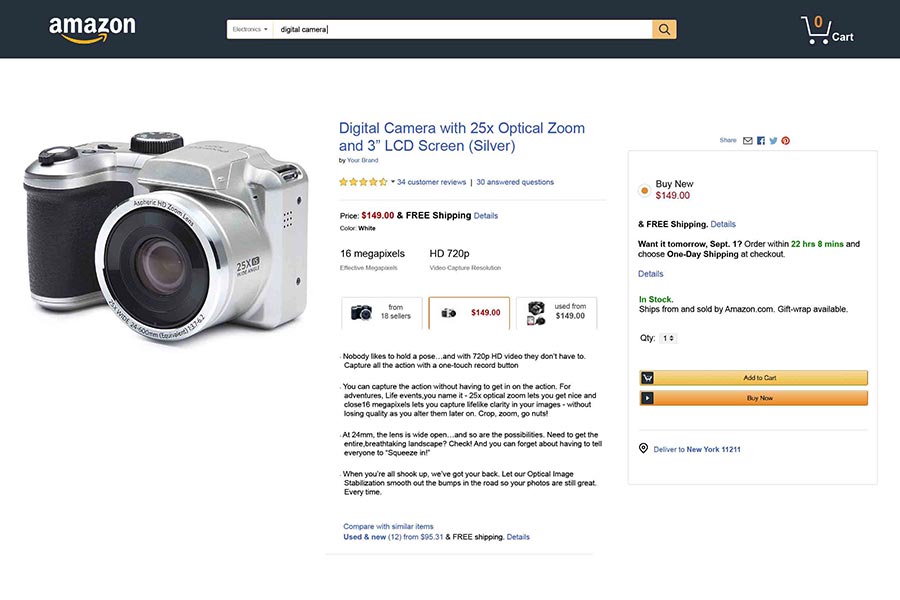 amazon
Electronics
digital camera
0
Cart
Aspheric HD Zoom Lens
25X IS
WIDE ANGLE
25X WIDE 24-600mm (Equivalent) 1:3.7-6.2
Digital Camera with 25x Optical Zoom
and 3” LCD Screen (Silver)
by Your Brand
34 customer reviews | 30 answered questions
Price: $149.00 & FREE Shipping Details
Color: White
16 megapixels HD 720p
Effective Megapixels Video Capture Resolution
from
18 sellers
$149.00
used from
$149.00
Nobody likes to hold a pose…and with 720p HD video they don’t have to.
Capture all the action with a one-touch record button
You can capture the action without having to get in on the action. For
adventures, Life events,you name it - 25x optical zoom lets you get nice and
close16 megapixels lets you capture lifelike clarity in your images - without
losing quality as you alter them later on. Crop, zoom, go nuts!
At 24mm, the lens is wide open…and so are the possibilities. Need to get the
entire,breathtaking landscape? Check! And you can forget about having to tell
everyone to “Squeeze in!”
When you’re all shook up, we’ve got your back. Let our Optical Image
Stabilization smooth out the bumps in the road so your photos are still great.
Every time.
Compare with similar items
Used & new (12) from $95.31 & FREE shipping. Details
Share
Buy New
$149.00
& FREE Shipping. Details
Want it tomorrow, Sept. 1? Order within 22 hrs 8 mins and
choose One-Day Shipping at checkout.
Details
In Stock.
Ships from and sold by Amazon.com. Gift-wrap available.
Qty: 1
Add to Cart
Buy Now
Deliver to New York 11211